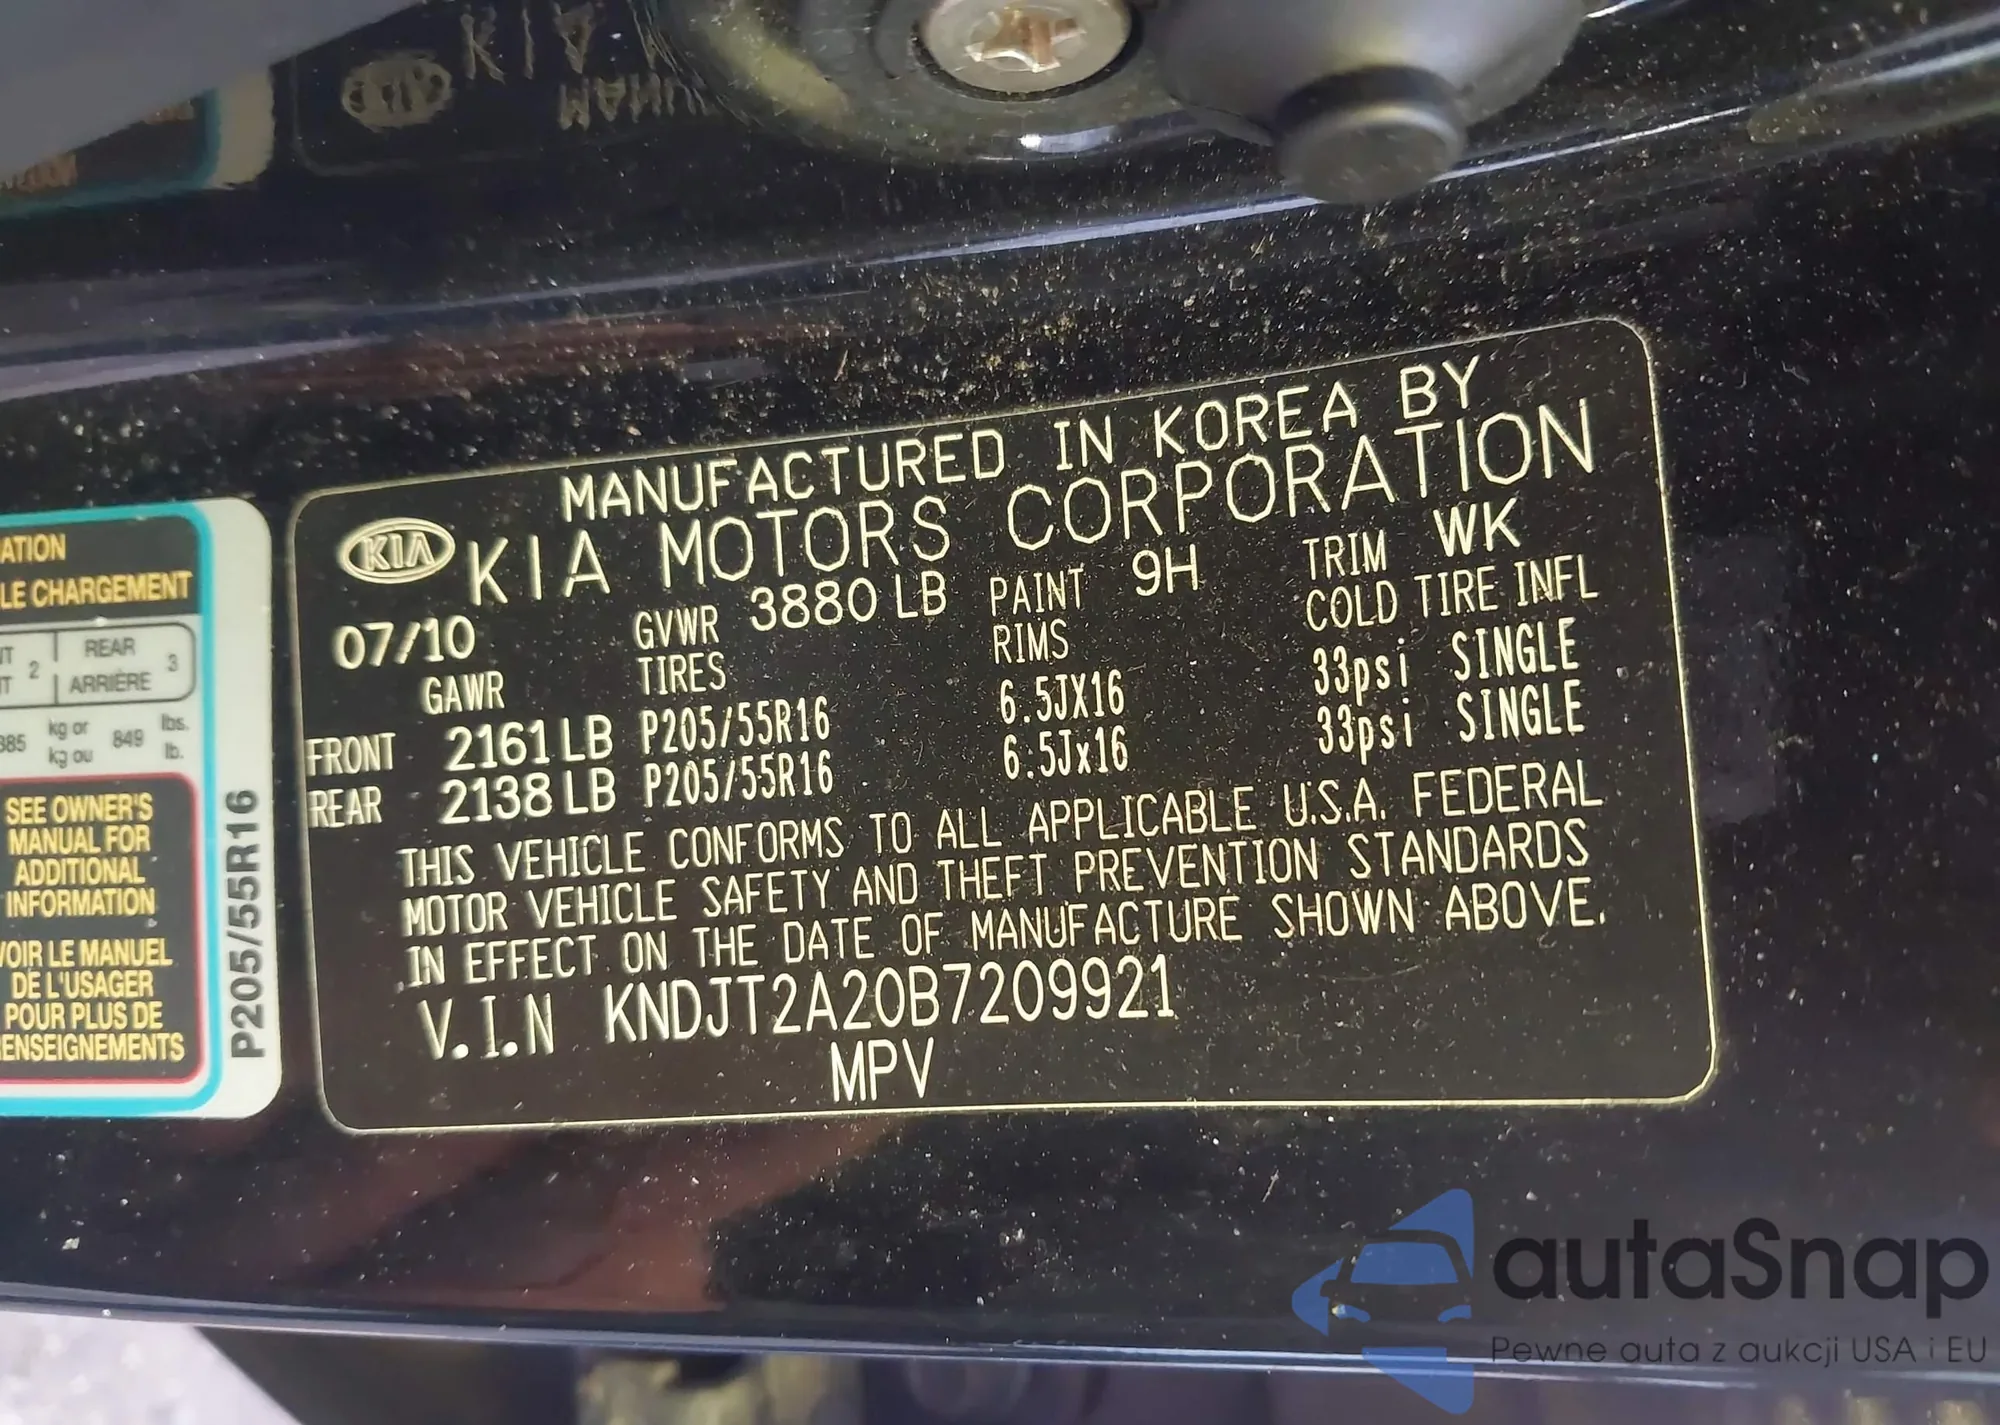 MANUFACTURED IN KOREA BY
KIA KIA MOTORS CORPORATION
07/10 GVWR 3880 LB PAINT 9H TRIM WK
GAWR TIRES RIMS COLD TIRE INFL
FRONT 2161 LB P205/55R16 6.5JX16 33psi SINGLE
REAR 2138 LB P205/55R16 6.5Jx16 33psi SINGLE
THIS VEHICLE CONFORMS TO ALL APPLICABLE U.S.A. FEDERAL
MOTOR VEHICLE SAFETY AND THEFT PREVENTION STANDARDS
IN EFFECT ON THE DATE OF MANUFACTURE SHOWN ABOVE.
V.I.N KNDJT2A20B7209921
MPV
LE CHARGEMENT
2 REAR 3
ARRIÈRE
385 kg or 849 lbs.
kg ou lb.
SEE OWNER'S
MANUAL FOR
ADDITIONAL
INFORMATION
VOIR LE MANUEL
DE L'USAGER
POUR PLUS DE
RENSEIGNEMENTS
P205/55R16
autaSnap
Pewne auta z aukcji USA i EU